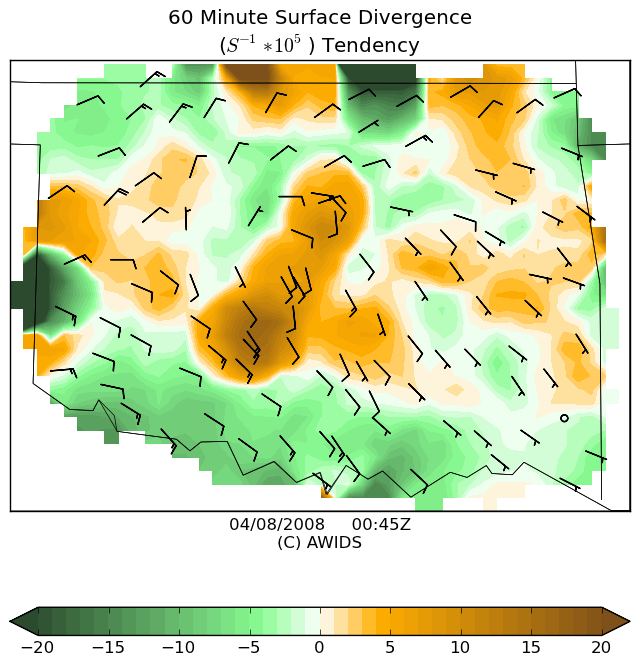 60 Minute Surface Divergence
(S⁻¹ * 10⁵ ) Tendency
04/08/2008 00:45Z
(C) AWIDS
−20 −15 −10 −5 0 5 10 15 20